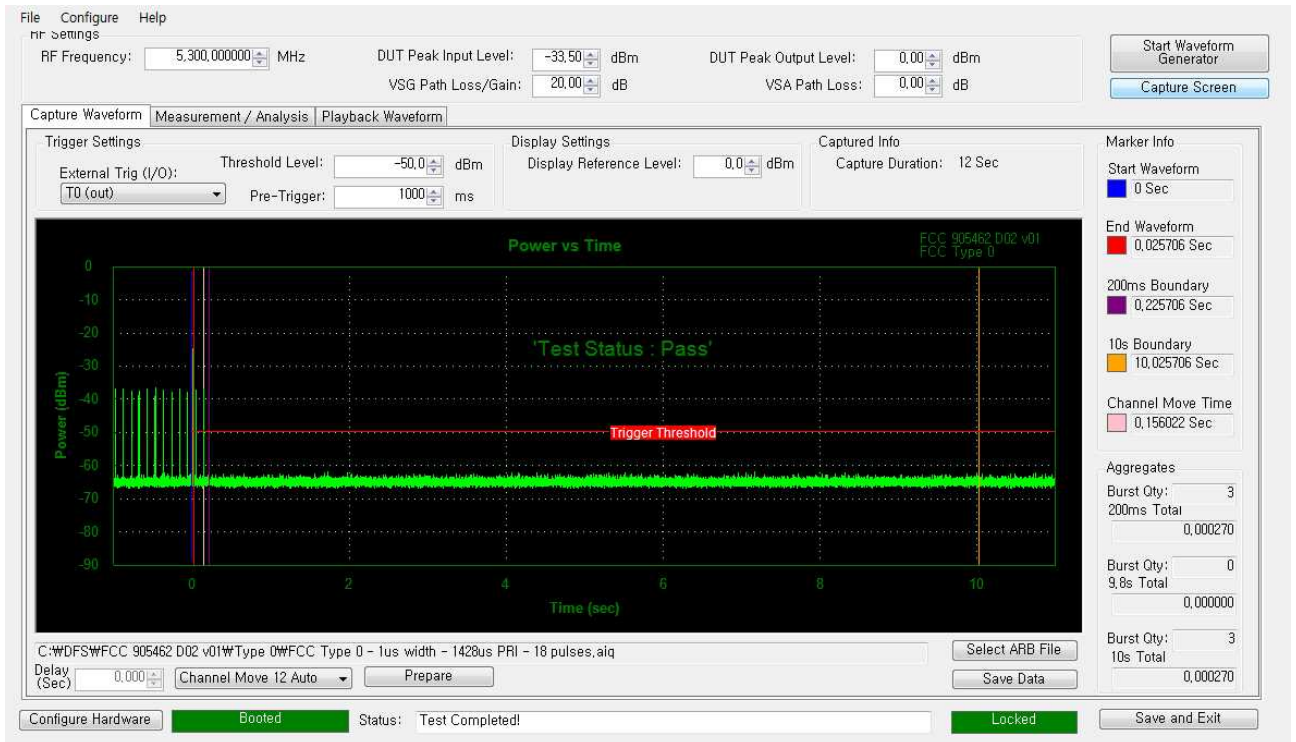 File Configure Help
RF Settings
RF Frequency: 5,300,000000 MHz DUT Peak Input Level: -33,50 dBm DUT Peak Output Level: 0,00 dBm
VSG Path Loss/Gain: 20,00 dB VSA Path Loss: 0,00 dB
Start Waveform
Generator
Capture Screen
Capture Waveform Measurement / Analysis Playback Waveform
Trigger Settings
External Trig (I/O):
T0 (out)
Threshold Level: -50,0 dBm
Pre-Trigger: 1000 ms
Display Settings
Display Reference Level: 0,0 dBm
Captured Info
Capture Duration: 12 Sec
Power vs Time
FCC 905462 D02 v01
FCC Type 0
'Test Status : Pass'
Trigger Threshold
Power (dBm)
0
-10
-20
-30
-40
-50
-60
-70
-80
-90
0 2 4 6 8 10
Time (sec)
Marker Info
Start Waveform
0 Sec
End Waveform
0,025706 Sec
200ms Boundary
0,225706 Sec
10s Boundary
10,025706 Sec
Channel Move Time
0,156022 Sec
Aggregates
Burst Qty: 3
200ms Total
0,000270
Burst Qty: 0
9,8s Total
0,000000
Burst Qty: 3
10s Total
0,000270
C:₩DFS₩FCC 905462 D02 v01₩Type 0₩FCC Type 0 - 1us width - 1428us PRI - 18 pulses,aiq
Select ARB File
Delay
(Sec) 0,000 Channel Move 12 Auto Prepare Save Data
Configure Hardware Booted Status: Test Completed! Locked Save and Exit